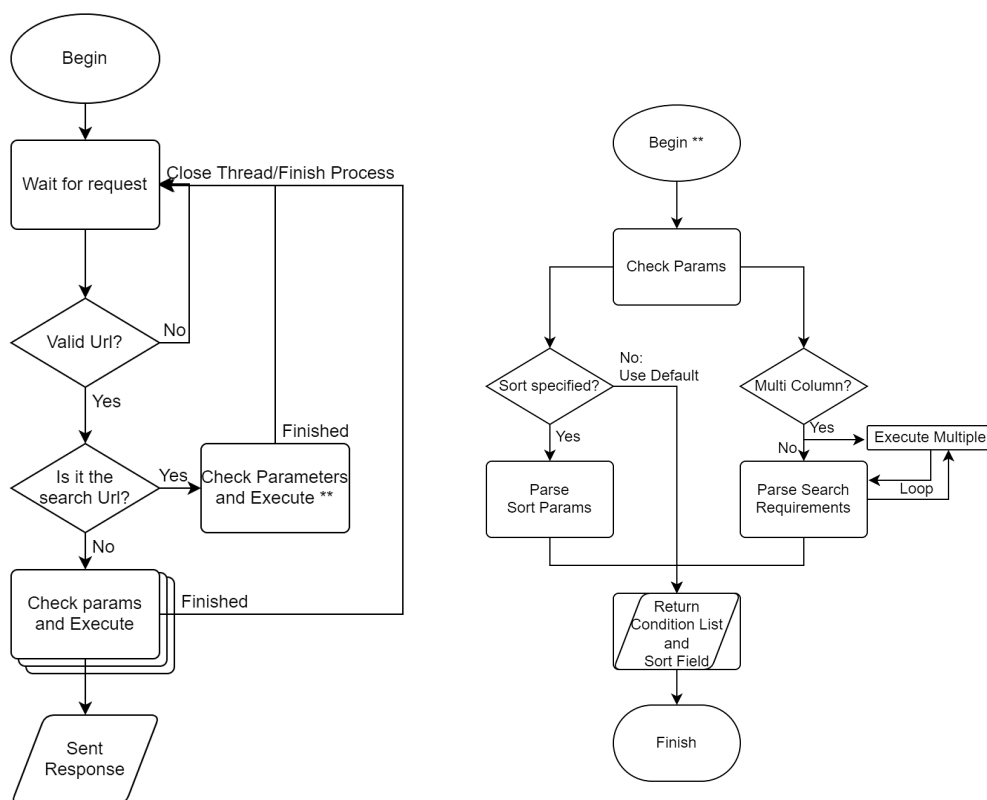 Begin
Wait for request
Close Thread/Finish Process
Valid Url?
No
Yes
Is it the
search Url?
Yes
Check Parameters
and Execute **
Finished
No
Check params
and Execute
Finished
Sent
Response
Begin **
Check Params
Sort specified?
No:
Use Default
Yes
Parse
Sort Params
Multi Column?
Yes
Execute Multiple
No
Parse Search
Requirements
Loop
Return
Condition List
and
Sort Field
Finish